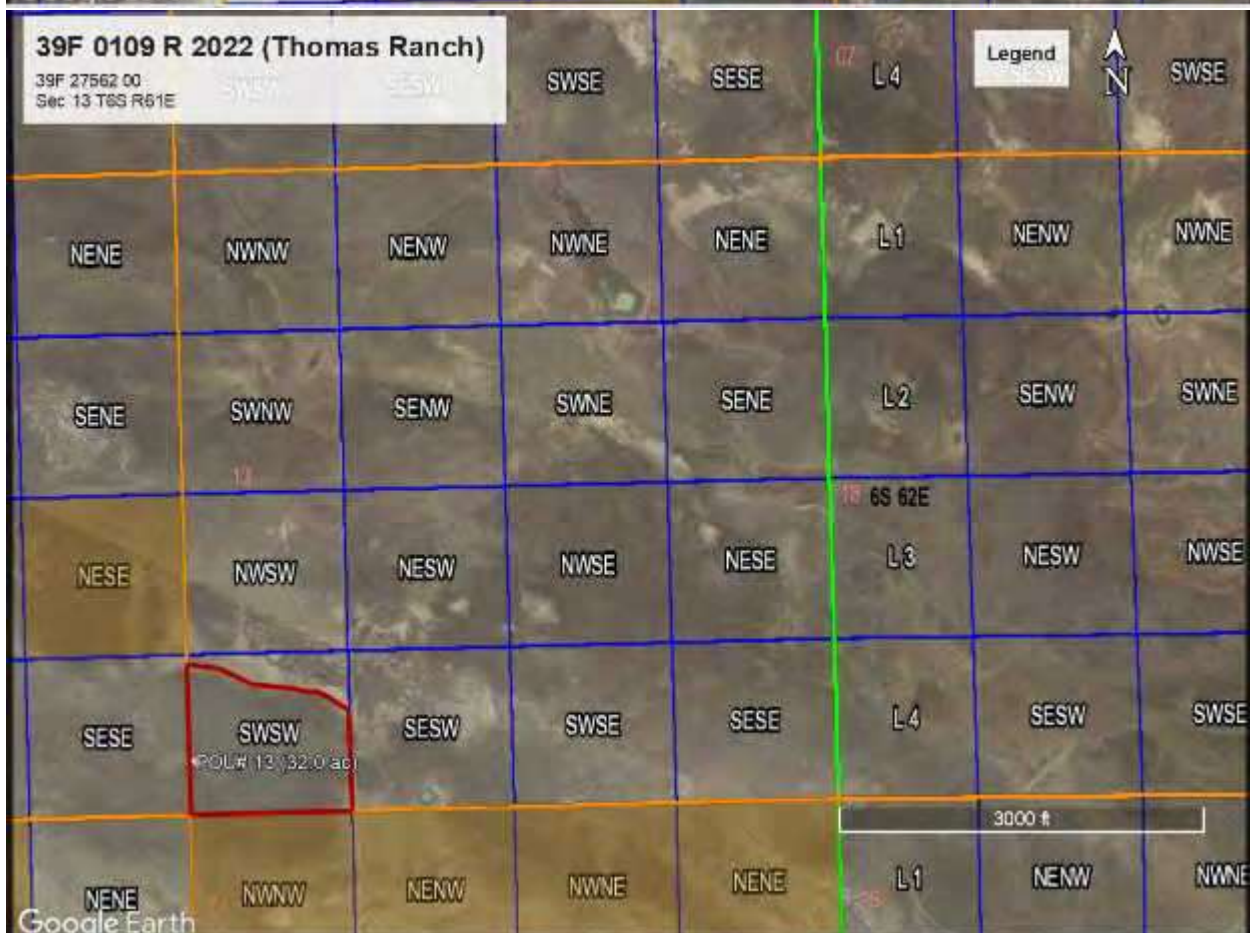 39F 0109 R 2022 (Thomas Ranch)
39F 27562 00
Sec 13 T6S R61E
SWSE SESE 07 L 4 Legend N SWSE
NENE NWNW NENW NWNE NENE L 1 NENW NWNE
SENE SWNW SENW SWNE SENE L 2 SENW SWNE
18 6S 62E
NESE NWSW NESW NWSE NESE L 3 NESW NWSE
SESE SWSW SESW SWSE SESE L 4 SESW SWSE
POL# 13 (32.0 ac)
3000 ft
NENE NWNW NENW NWNE NENE L 1 NENW NWNE
Google Earth